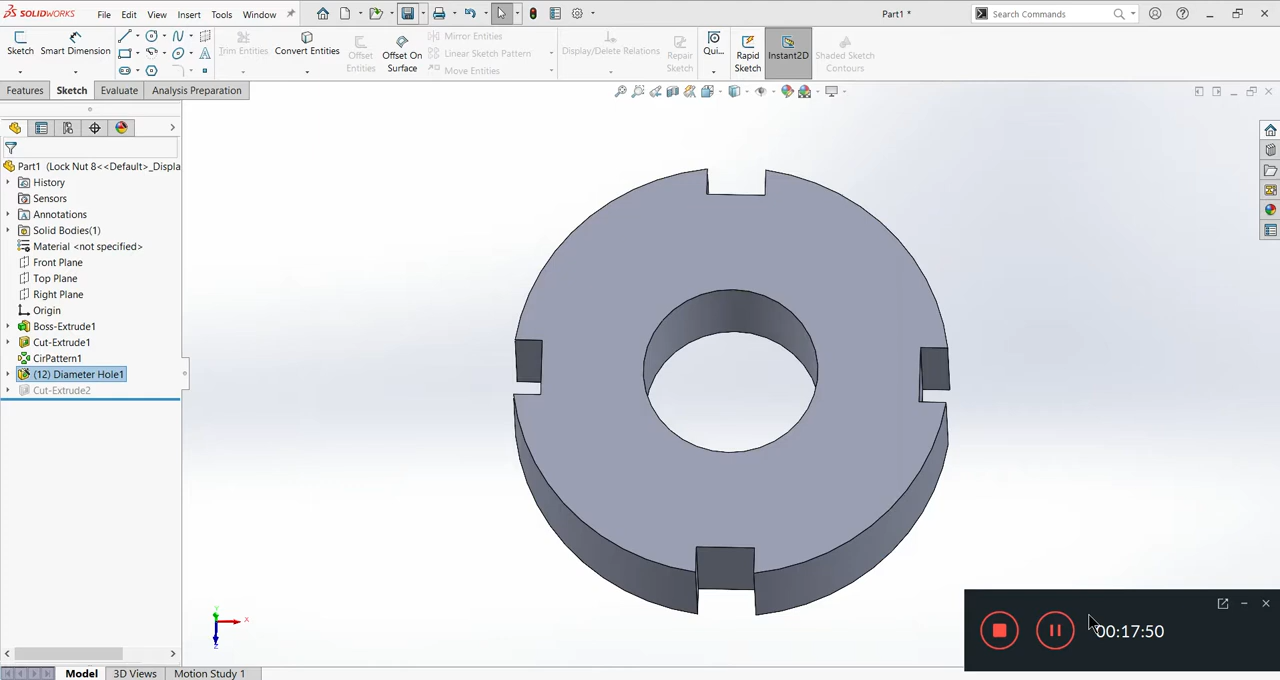 SOLIDWORKS File Edit View Insert Tools Window Part1 * Search Commands
Sketch Smart Dimension Trim Entities Convert Entities Offset Entities Offset On Surface Mirror Entities Linear Sketch Pattern Move Entities Display/Delete Relations Repair Sketch Qui... Rapid Sketch Instant2D Shaded Sketch Contours
Features Sketch Evaluate Analysis Preparation
Part1 (Lock Nut 8<<Default>_Displa
History
Sensors
Annotations
Solid Bodies(1)
Material <not specified>
Front Plane
Top Plane
Right Plane
Origin
Boss-Extrude1
Cut-Extrude1
CirPattern1
(12) Diameter Hole1
Cut-Extrude2
Y X Z
00:17:50
Model 3D Views Motion Study 1